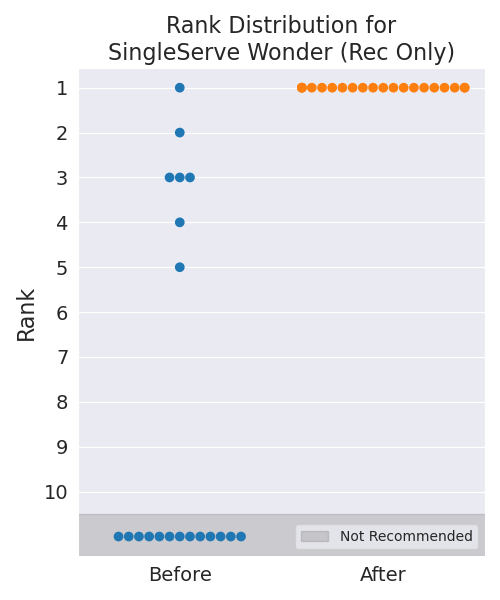 Rank Distribution for
SingleServe Wonder (Rec Only)
1
2
3
4
5
6
7
8
9
10
Rank
Not Recommended
Before
After